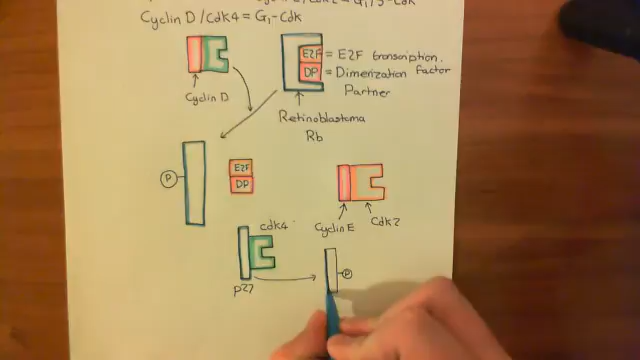 Cyclin D/Cdk4 = G1-Cdk
E2F = E2F transcription
DP = Dimerization factor
Partner
Cyclin D
Retinoblastoma
Rb
P
E2F
DP
Cyclin E
Cdk2
cdk4
p27
P